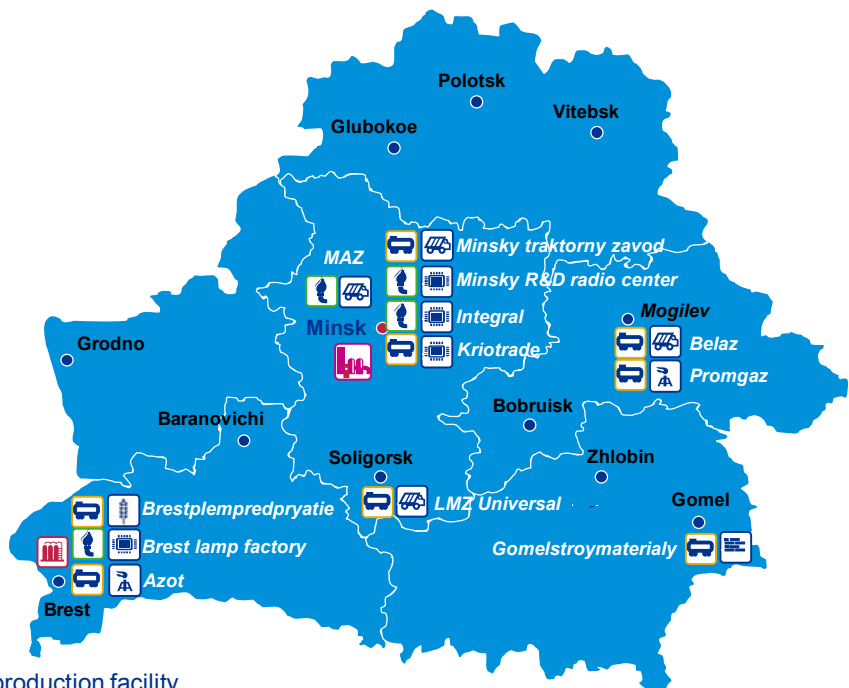 Polotsk
Vitebsk
Glubokoe
Minsky traktorny zavod
MAZ
Minsky R&D radio center
Mogilev
Integral
Minsk
Grodno
Belaz
Kriotrade
Promgaz
Bobruisk
Baranovichi
Soligorsk
Zhlobin
Gomel
LMZ Universal
Brestplempredpryatie
Brest lamp factory
Gomelstroymaterialy
Azot
Brest
production facility